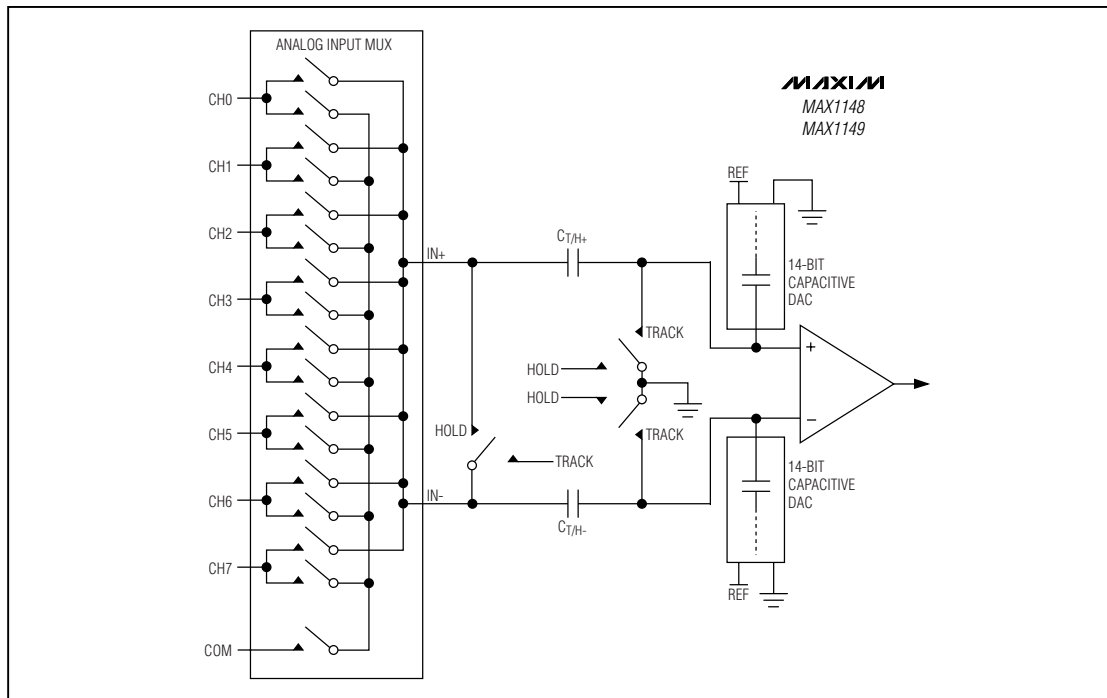 ANALOG INPUT MUX
CH0
CH1
CH2
CH3
CH4
CH5
CH6
CH7
COM
IN+
IN-
HOLD
TRACK
CT/H+
CT/H-
TRACK
HOLD
HOLD
TRACK
MAXIM
MAX1148
MAX1149
REF
14-BIT
CAPACITIVE
DAC
+
−
14-BIT
CAPACITIVE
DAC
REF